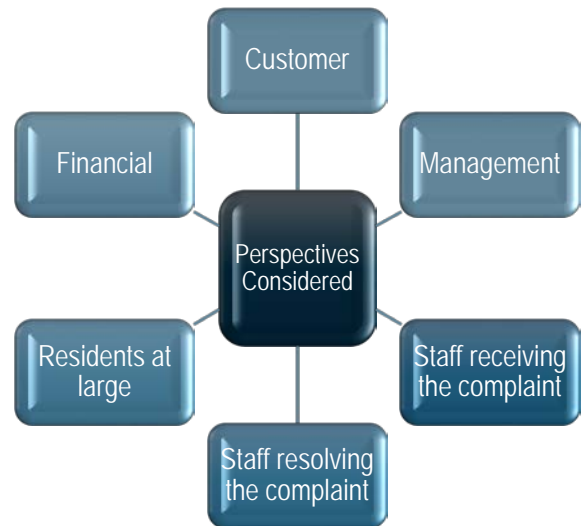 Customer
Financial
Management
Perspectives
Considered
Residents at
large
Staff receiving
the complaint
Staff resolving
the complaint